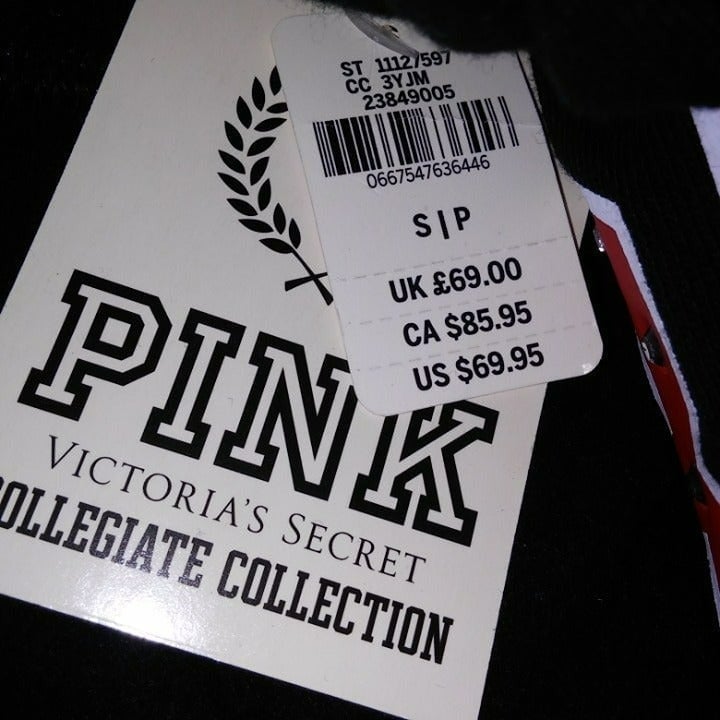 ST 11127597
CC 3YJM
23849005
0667547636446
S|P
UK £69.00
CA $85.95
US $69.95
PINK
VICTORIA'S SECRET
COLLEGIATE COLLECTION